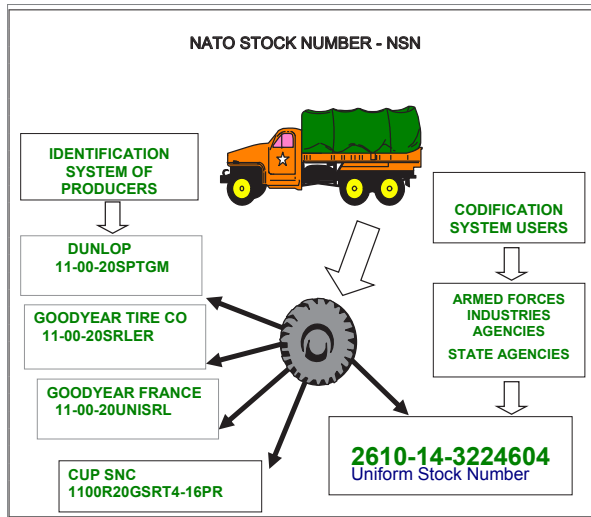 NATO STOCK NUMBER - NSN
IDENTIFICATION
SYSTEM OF
PRODUCERS
DUNLOP
11-00-20SPTGM
GOODYEAR TIRE CO
11-00-20SRLER
GOODYEAR FRANCE
11-00-20UNISRL
CUP SNC
1100R20GSRT4-16PR
CODIFICATION
SYSTEM USERS
ARMED FORCES
INDUSTRIES
AGENCIES
STATE AGENCIES
2610-14-3224604
Uniform Stock Number